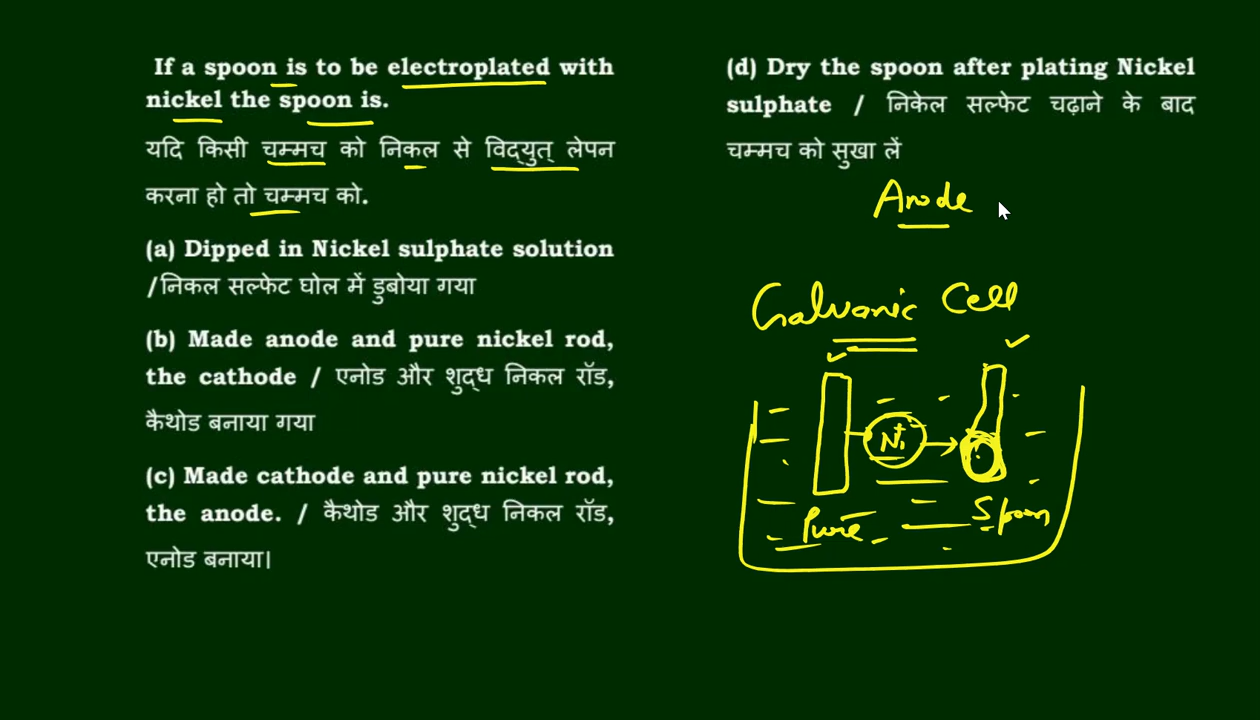 If a spoon is to be electroplated with
nickel the spoon is.
यदि किसी चम्मच को निकल से विद्युत् लेपन
करना हो तो चम्मच को.
(a) Dipped in Nickel sulphate solution
/निकल सल्फेट घोल में डुबोया गया
(b) Made anode and pure nickel rod,
the cathode / एनोड और शुद्ध निकल रॉड,
कैथोड बनाया गया
(c) Made cathode and pure nickel rod,
the anode. / कैथोड और शुद्ध निकल रॉड,
एनोड बनाया।
(d) Dry the spoon after plating Nickel
sulphate / निकेल सल्फेट चढ़ाने के बाद
चम्मच को सुखा लें
Anode
Galvanic Cell
Ni+
Pure
Spoon